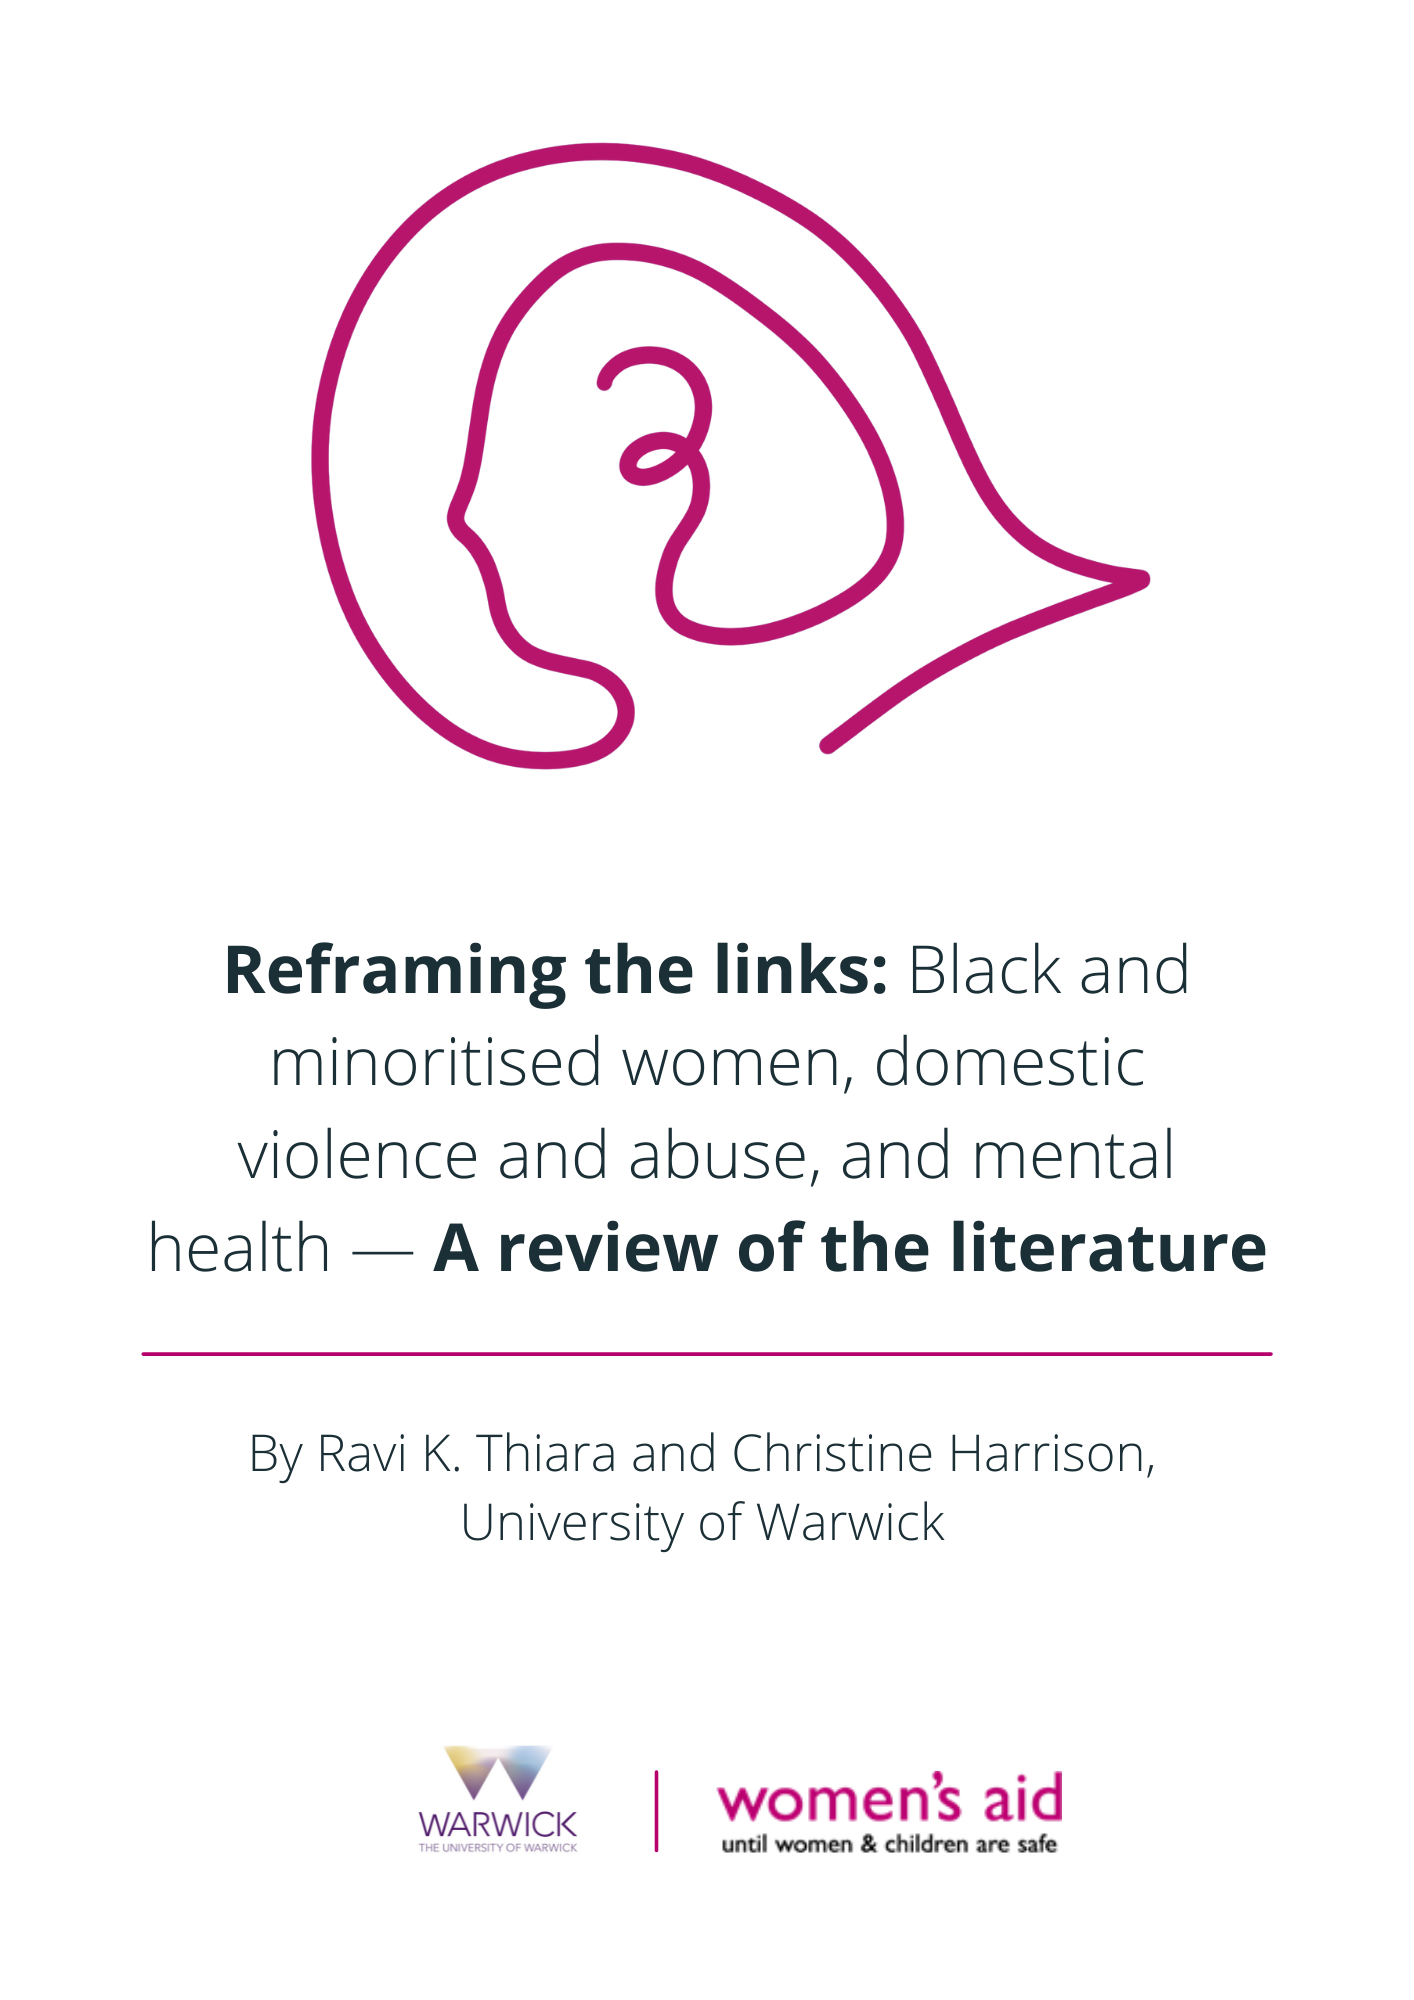 Reframing the links: Black and
minoritised women, domestic
violence and abuse, and mental
health — A review of the literature
By Ravi K. Thiara and Christine Harrison,
University of Warwick
WARWICK
THE UNIVERSITY OF WARWICK
women's aid
until women & children are safe